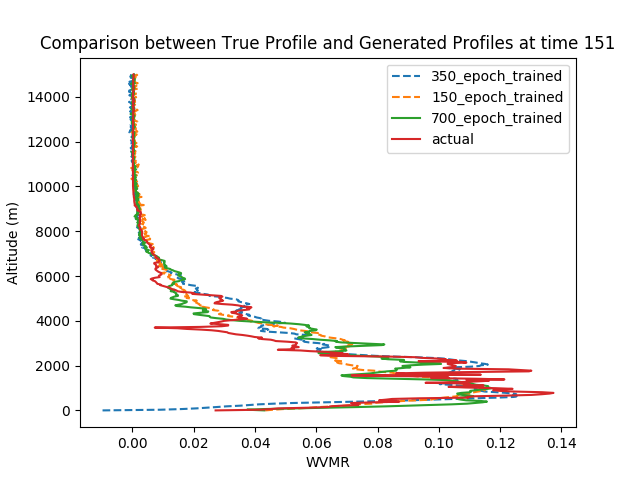 Comparison between True Profile and Generated Profiles at time 151
350_epoch_trained
150_epoch_trained
700_epoch_trained
actual
14000
12000
10000
8000
6000
4000
2000
0
Altitude (m)
0.00 0.02 0.04 0.06 0.08 0.10 0.12 0.14
WVMR